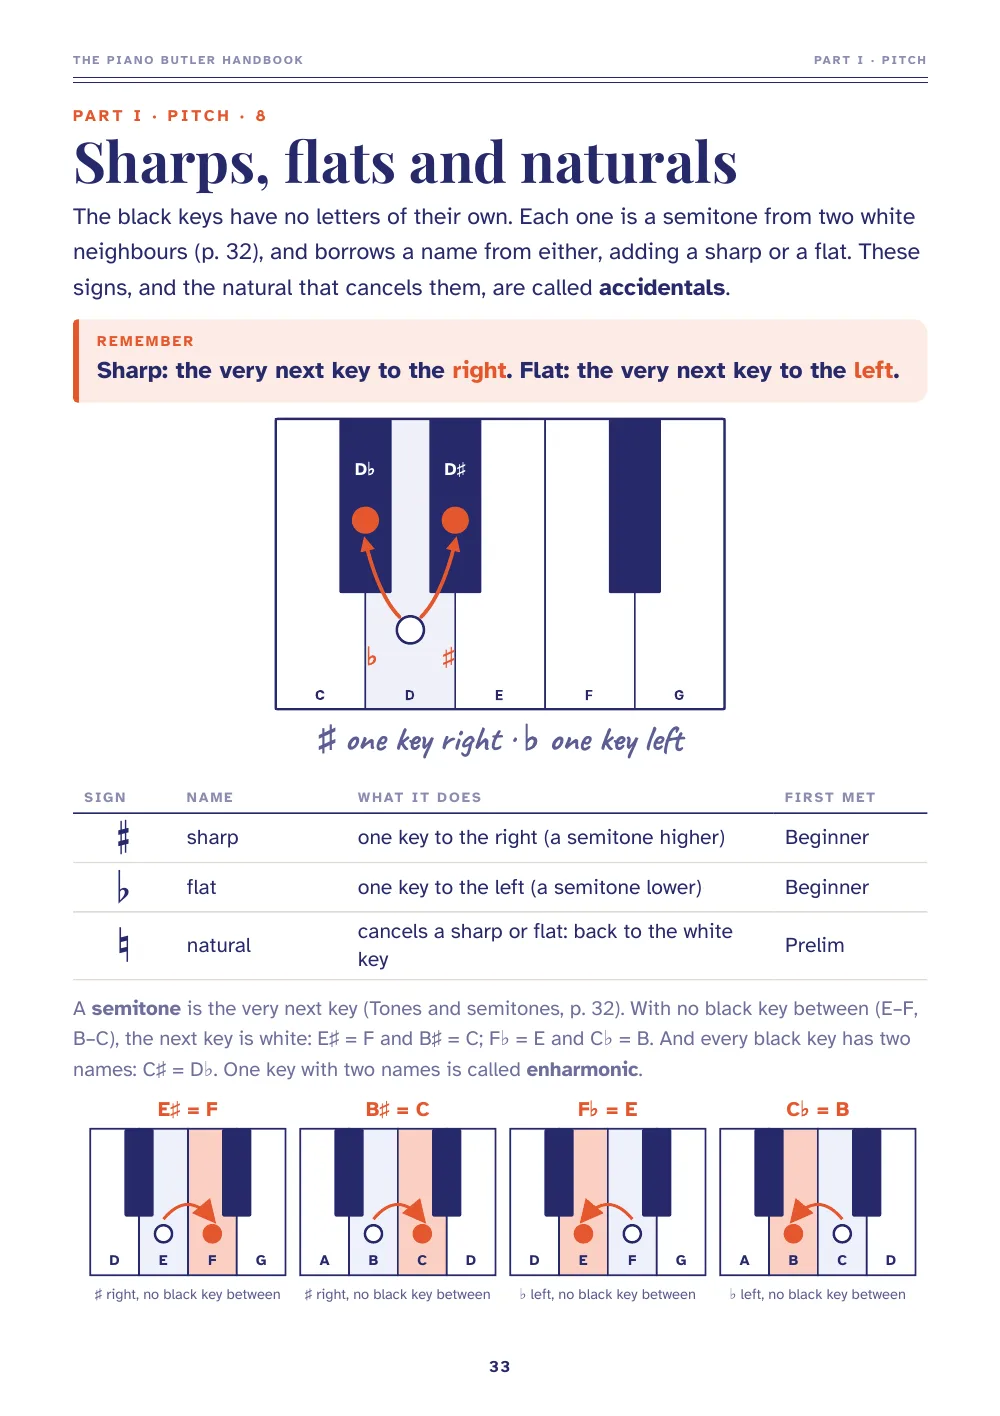 THE PIANO BUTLER HANDBOOK
PART I · PITCH
PART I · PITCH · 8
Sharps, flats and naturals
The black keys have no letters of their own. Each one is a semitone from two white
neighbours (p. 32), and borrows a name from either, adding a sharp or a flat. These
signs, and the natural that cancels them, are called accidentals.
REMEMBER
Sharp: the very next key to the right. Flat: the very next key to the left.
D♭ D♯
♭ ♯
C D E F G
♯ one key right · ♭ one key left
SIGN NAME WHAT IT DOES FIRST MET
♯ sharp one key to the right (a semitone higher) Beginner
♭ flat one key to the left (a semitone lower) Beginner
♮ natural cancels a sharp or flat: back to the white Prelim
key
A semitone is the very next key (Tones and semitones, p. 32). With no black key between (E–F,
B–C), the next key is white: E♯ = F and B♯ = C; F♭ = E and C♭ = B. And every black key has two
names: C♯ = D♭. One key with two names is called enharmonic.
E♯ = F B♯ = C F♭ = E C♭ = B
D E F G A B C D D E F G A B C D
♯ right, no black key between ♯ right, no black key between ♭ left, no black key between ♭ left, no black key between
33